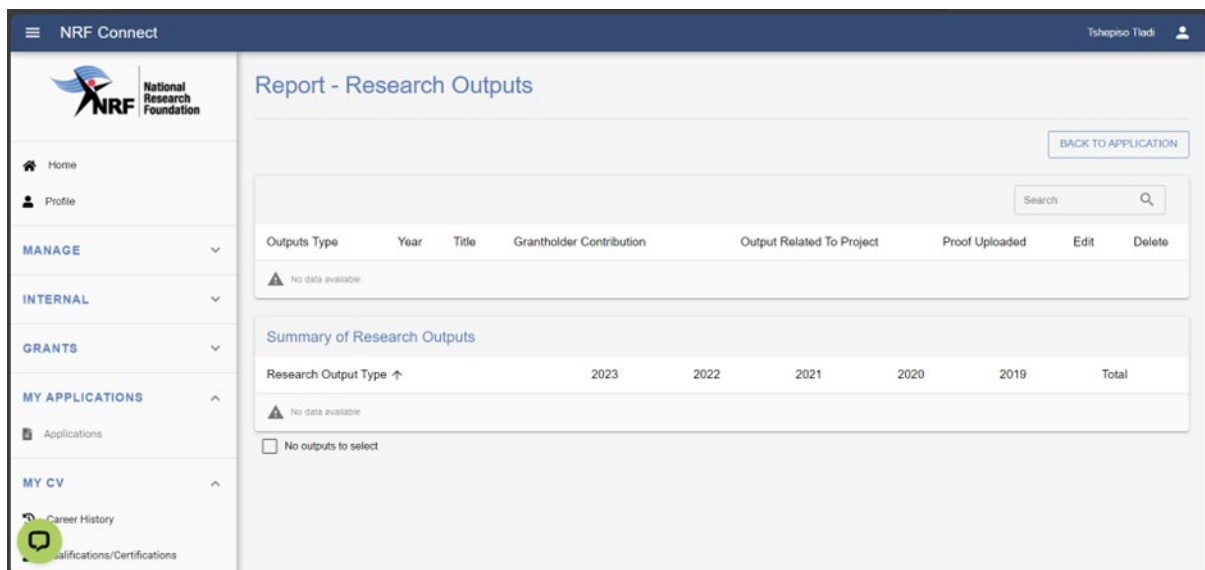 NRF Connect
Tshepiso Tladi
NRF
National
Research
Foundation
Home
Profile
MANAGE
INTERNAL
GRANTS
MY APPLICATIONS
Applications
MY CV
Career History
alifications/Certifications
Report - Research Outputs
BACK TO APPLICATION
Search
Outputs Type Year Title Grantholder Contribution Output Related To Project Proof Uploaded Edit Delete
No data available
Summary of Research Outputs
Research Output Type 2023 2022 2021 2020 2019 Total
No data available
No outputs to select